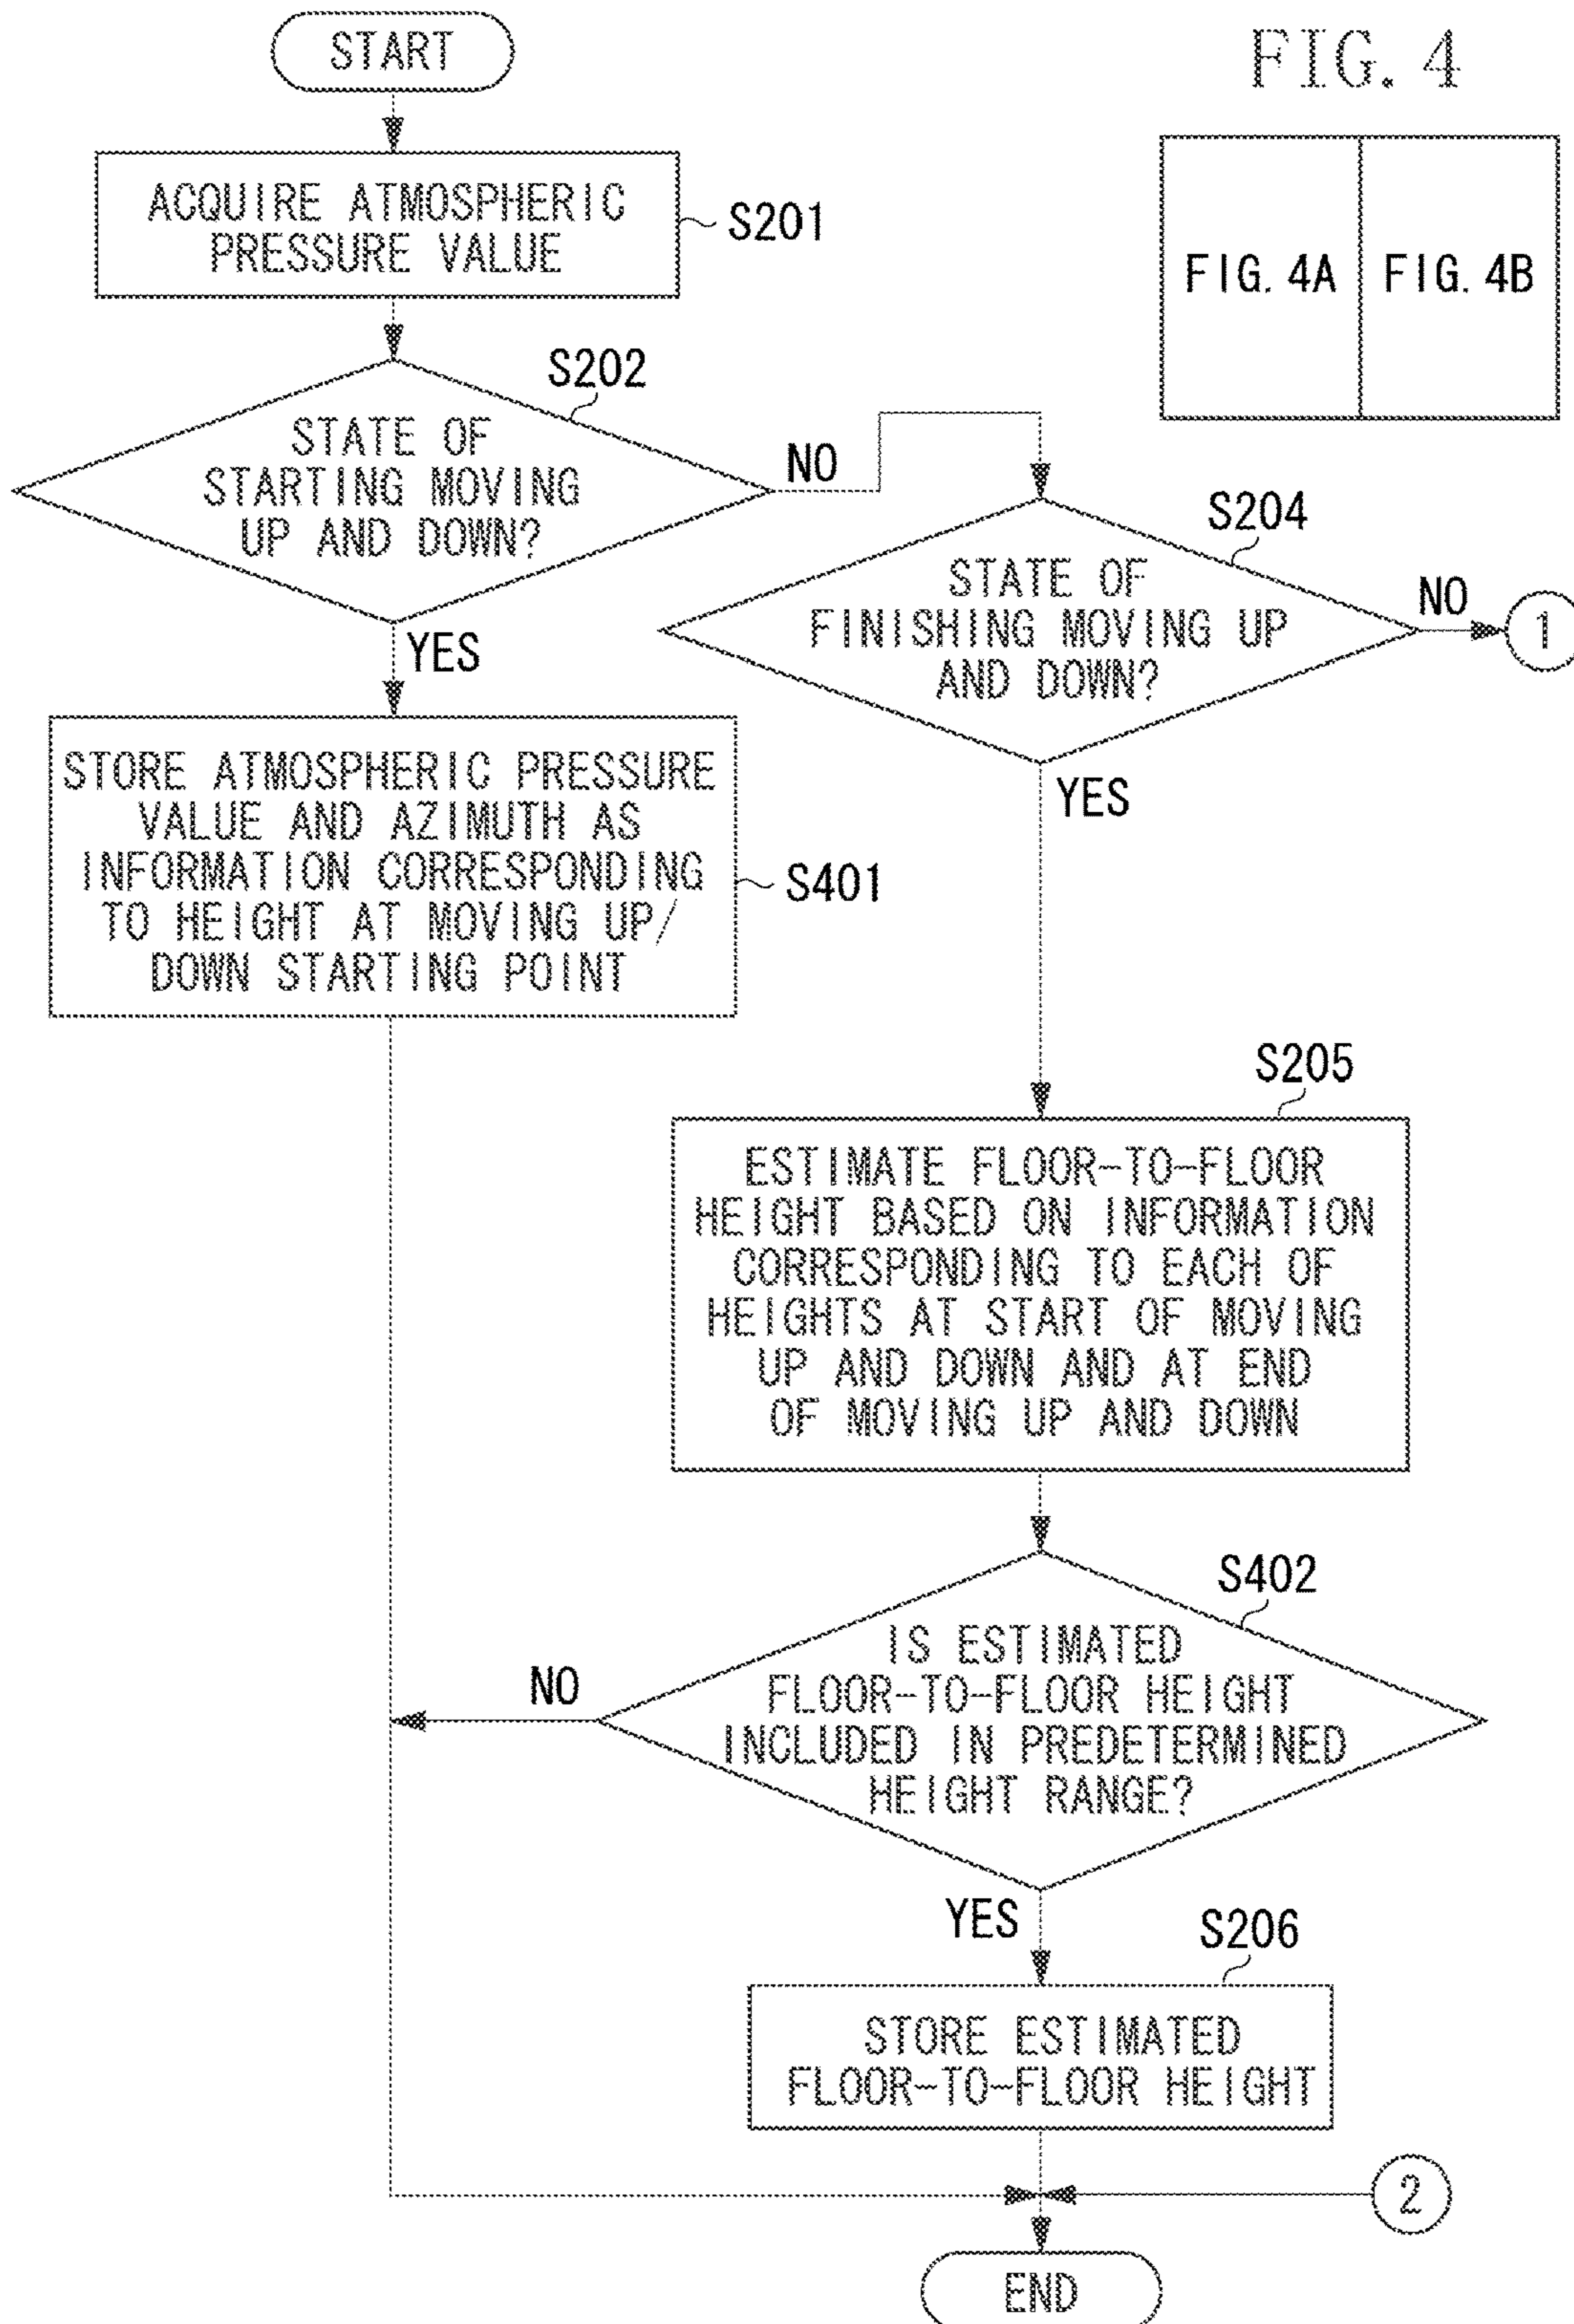 START
FIG. 4
ACQUIRE ATMOSPHERIC
PRESSURE VALUE
S201
FIG. 4A
FIG. 4B
S202
STATE OF
STARTING MOVING
UP AND DOWN?
NO
YES
S204
STATE OF
FINISHING MOVING UP
AND DOWN?
NO
1
YES
STORE ATMOSPHERIC PRESSURE
VALUE AND AZIMUTH AS
INFORMATION CORRESPONDING
TO HEIGHT AT MOVING UP/
DOWN STARTING POINT
S401
S205
ESTIMATE FLOOR-TO-FLOOR
HEIGHT BASED ON INFORMATION
CORRESPONDING TO EACH OF
HEIGHTS AT START OF MOVING
UP AND DOWN AND AT END
OF MOVING UP AND DOWN
S402
IS ESTIMATED
FLOOR-TO-FLOOR HEIGHT
INCLUDED IN PREDETERMINED
HEIGHT RANGE?
NO
YES
S206
STORE ESTIMATED
FLOOR-TO-FLOOR HEIGHT
2
END